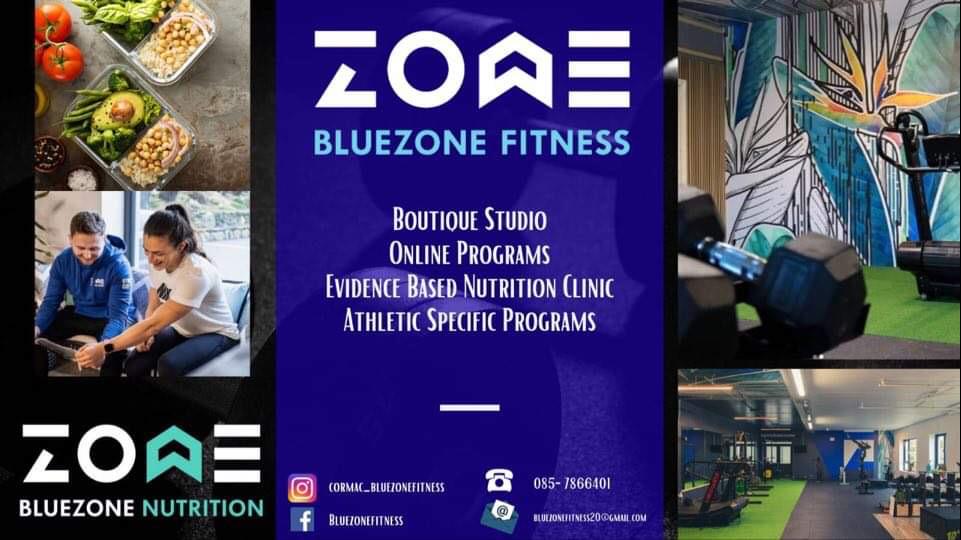 ZONE
BLUEZONE FITNESS
BOUTIQUE STUDIO
ONLINE PROGRAMS
EVIDENCE BASED NUTRITION CLINIC
ATHLETIC SPECIFIC PROGRAMS
ZONE
BLUEZONE NUTRITION
CORMAC_BLUEZONEFITNESS
085- 7866401
BLUEZONEFITNESS
BLUEZONEFITNESS20@GMAIL.COM